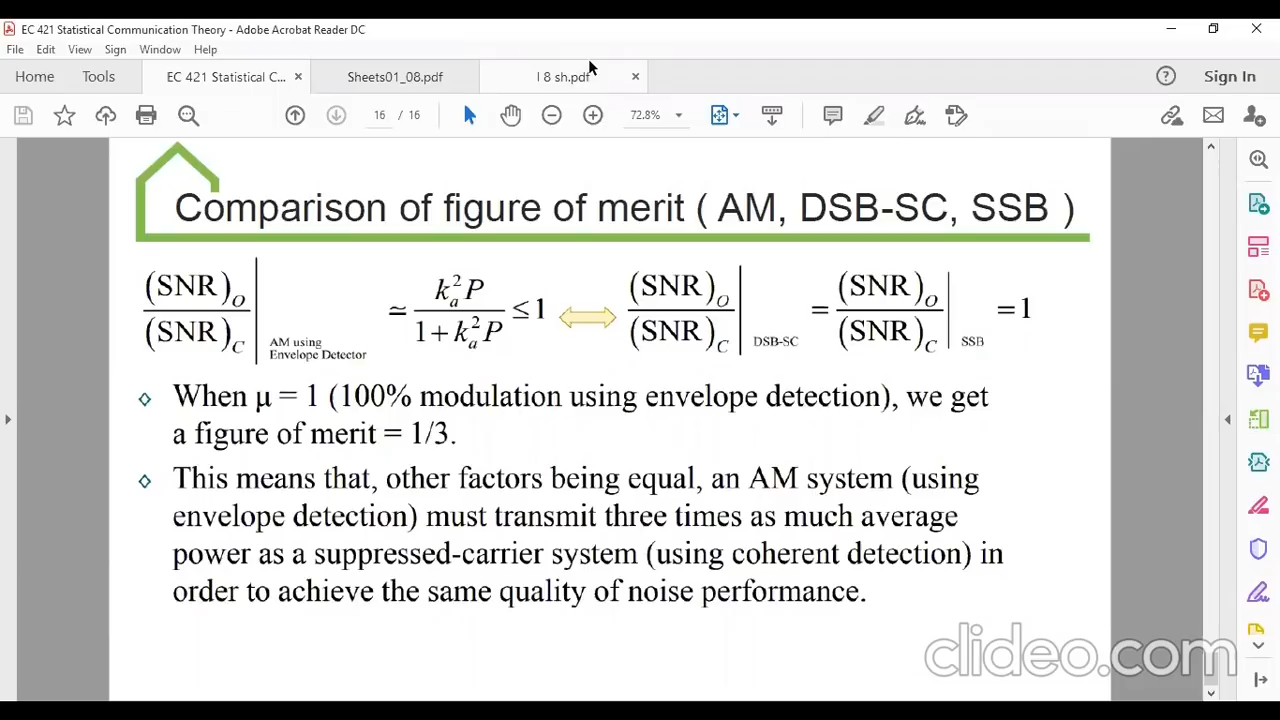 EC 421 Statistical Communication Theory - Adobe Acrobat Reader DC
File Edit View Sign Window Help
Home Tools EC 421 Statistical C... × Sheets01_08.pdf l 8 sh.pdf × Sign In
16 / 16 72.8%
Comparison of figure of merit ( AM, DSB-SC, SSB )
(SNR)_O / (SNR)_C | AM using Envelope Detector ≃ k_a^2 P / 1 + k_a^2 P ≤ 1 (SNR)_O / (SNR)_C | DSB-SC = (SNR)_O / (SNR)_C | SSB = 1
When μ = 1 (100% modulation using envelope detection), we get
a figure of merit = 1/3.
This means that, other factors being equal, an AM system (using
envelope detection) must transmit three times as much average
power as a suppressed-carrier system (using coherent detection) in
order to achieve the same quality of noise performance.
clideo.com